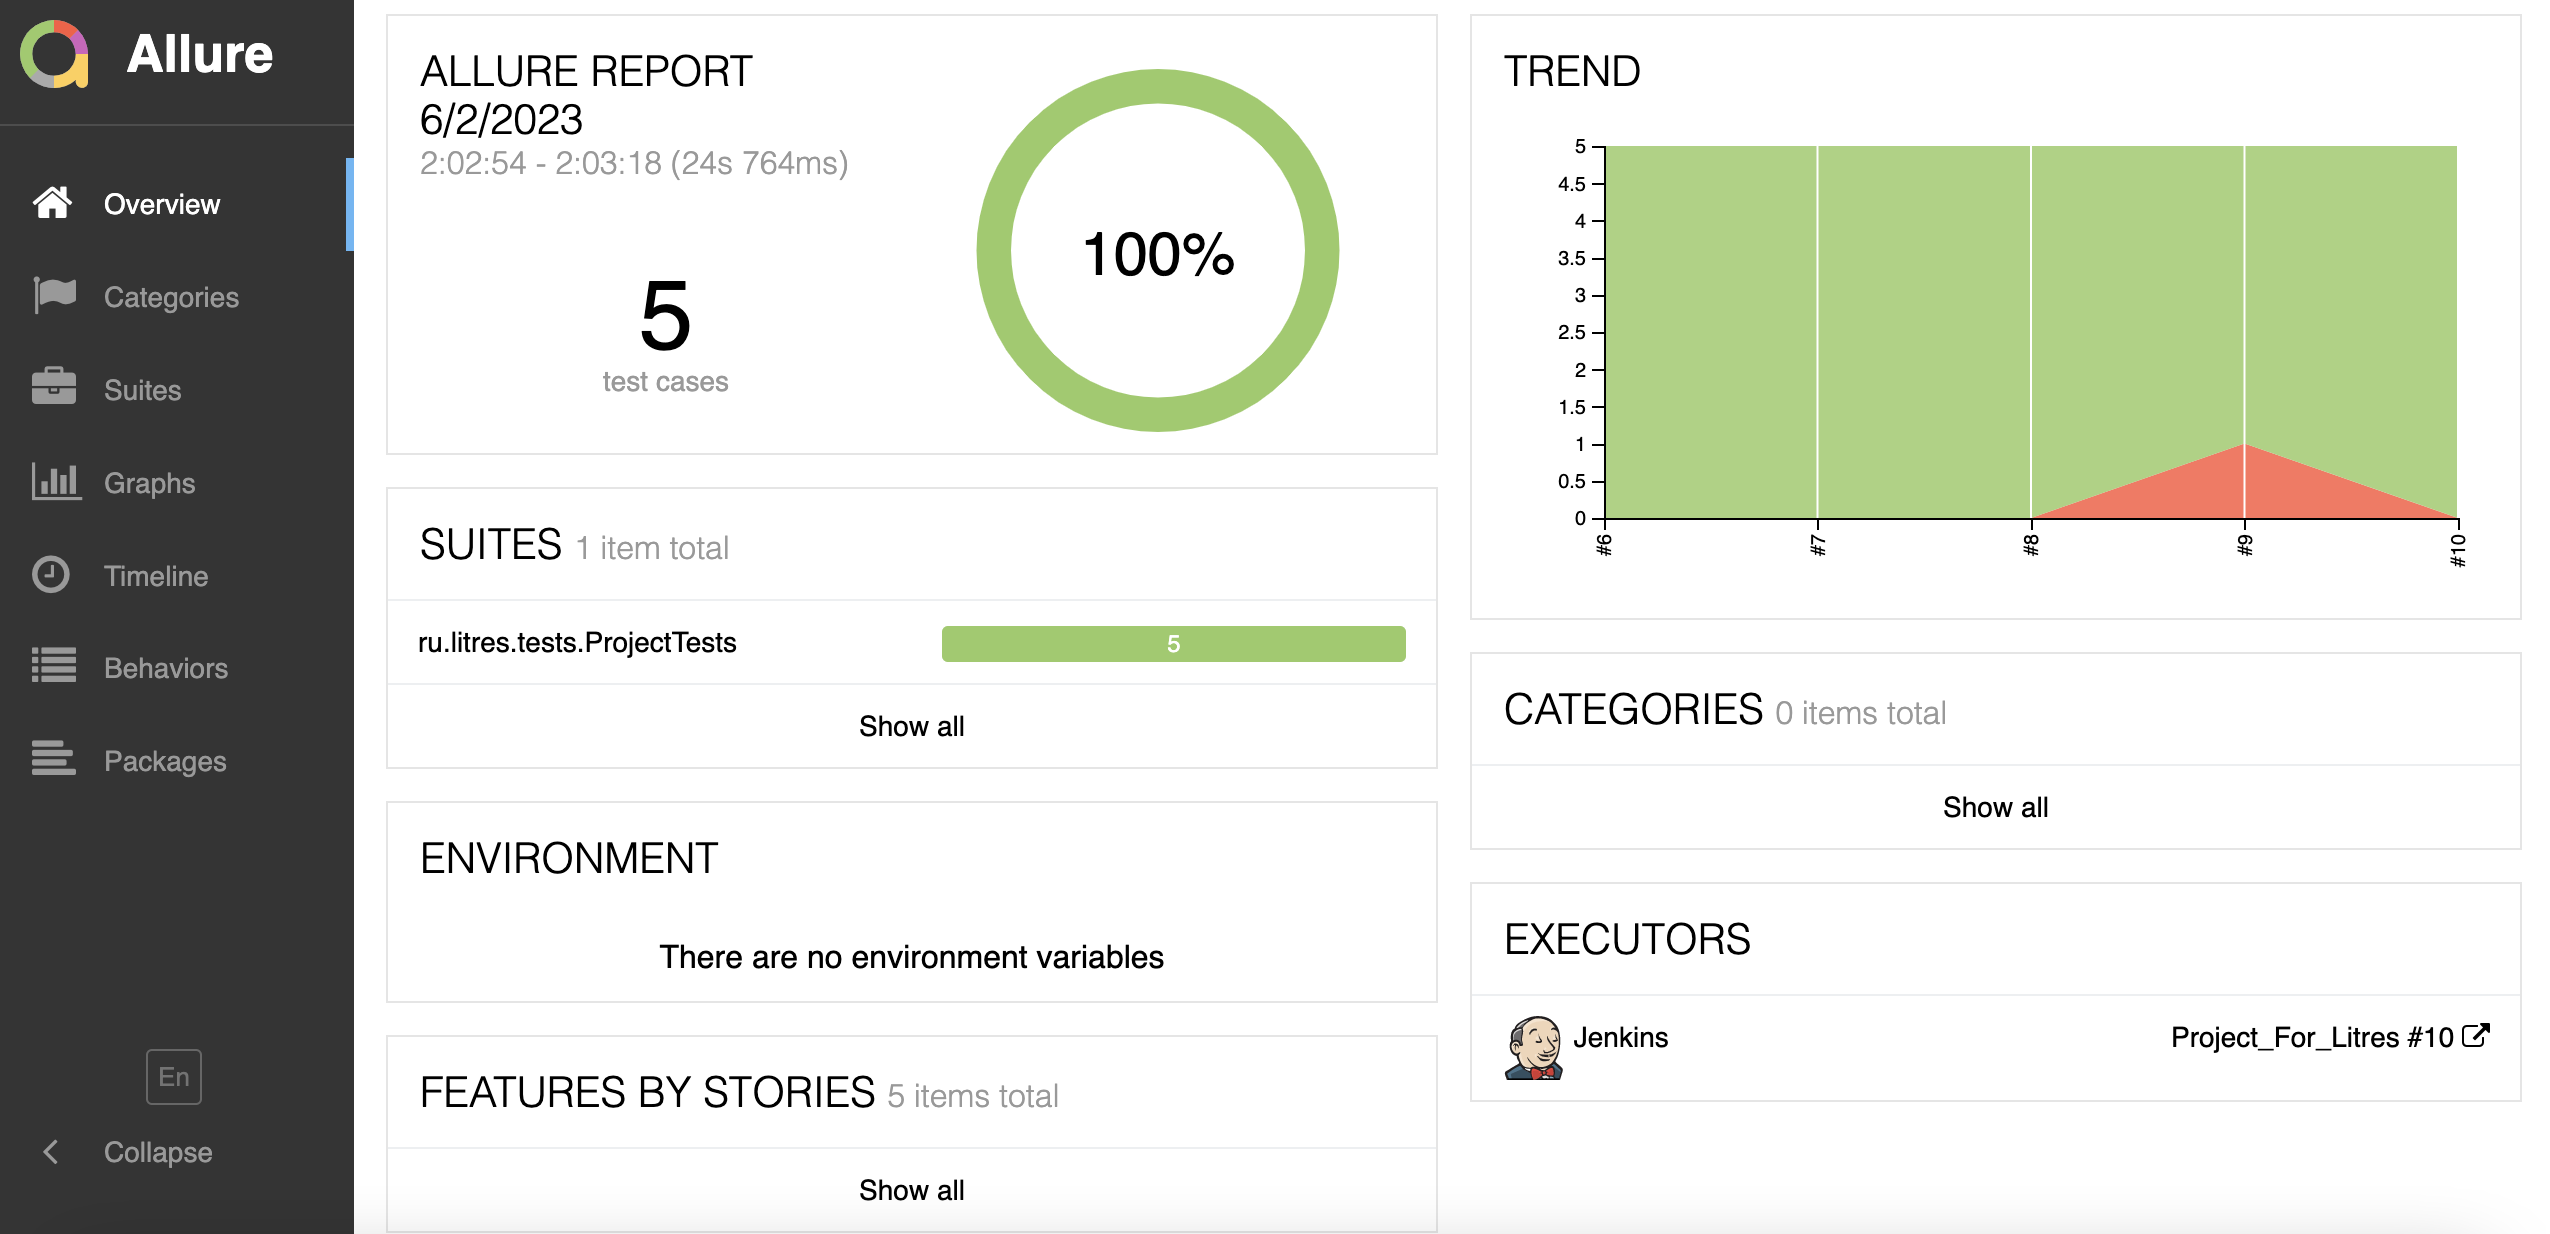 Allure
Overview
Categories
Suites
Graphs
Timeline
Behaviors
Packages
En
Collapse
ALLURE REPORT
6/2/2023
2:02:54 - 2:03:18 (24s 764ms)
5
test cases
100%
SUITES 1 item total
ru.litres.tests.ProjectTests
5
Show all
ENVIRONMENT
There are no environment variables
FEATURES BY STORIES 5 items total
Show all
TREND
5
4.5
4
3.5
3
2.5
2
1.5
1
0.5
0
#6
#7
#8
#9
#10
CATEGORIES 0 items total
Show all
EXECUTORS
Jenkins
Project_For_Litres #10